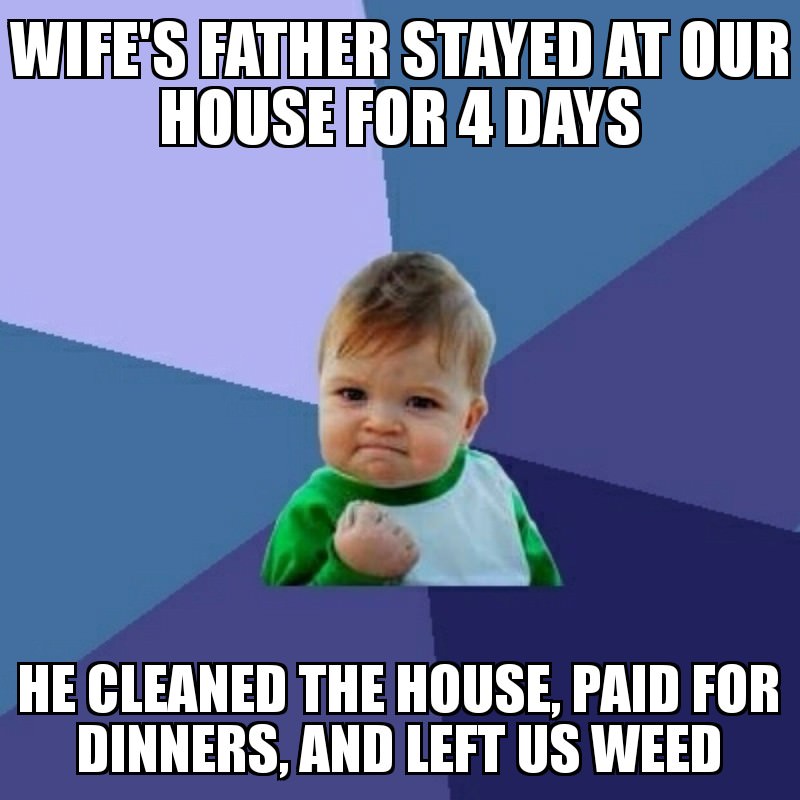 WIFE'S FATHER STAYED AT OUR
HOUSE FOR 4 DAYS
HE CLEANED THE HOUSE, PAID FOR
DINNERS, AND LEFT US WEED